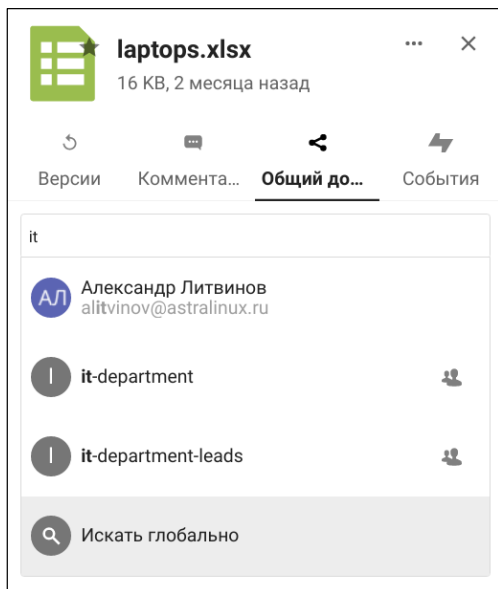 laptops.xlsx
16 KB, 2 месяца назад
Версии Коммента... Общий до... События
it
АЛ Александр Литвинов
alitvinov@astralinux.ru
I it-department
I it-department-leads
Искать глобально